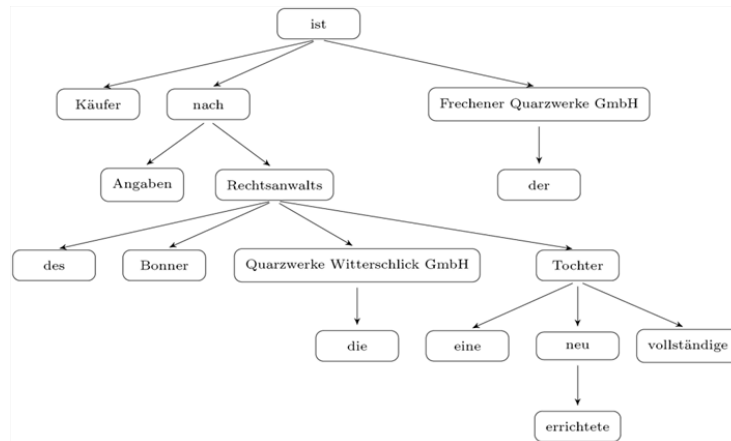 ist
Käufer nach Frechener Quarzwerke GmbH
Angaben Rechtsanwalts der
des Bonner Quarzwerke Witterschlick GmbH Tochter
die eine neu vollständige
errichtete